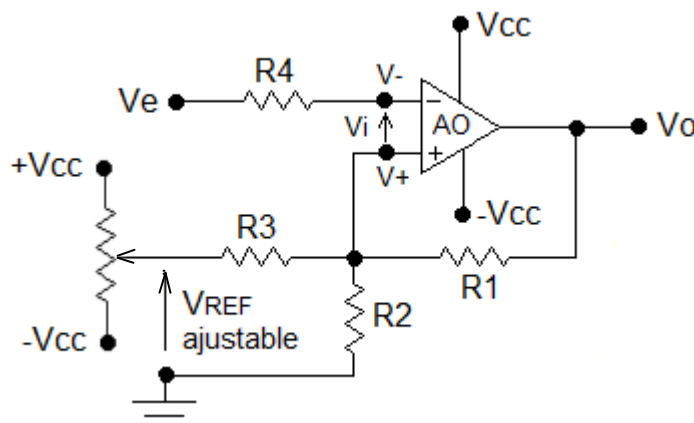 Vcc
R4
V-
Ve
Vi
−
AO
Vo
+
V+
+Vcc
-Vcc
R3
R1
VREF
ajustable
R2
-Vcc